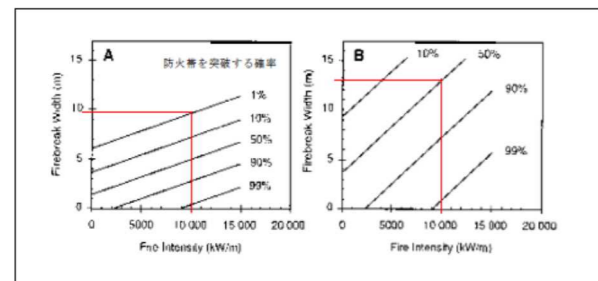 A
防火帯を突破する確率
15
10
5
0
Firebreak Width (m)
1%
10%
50%
90%
99%
0 5000 10 000 15 000 20 000
Fire Intensity (kW/m)
B
15
10
5
0
Firebreak Width (m)
10%
50%
90%
99%
0 5000 10 000 15 000 20 000
Fire Intensity (kW/m)